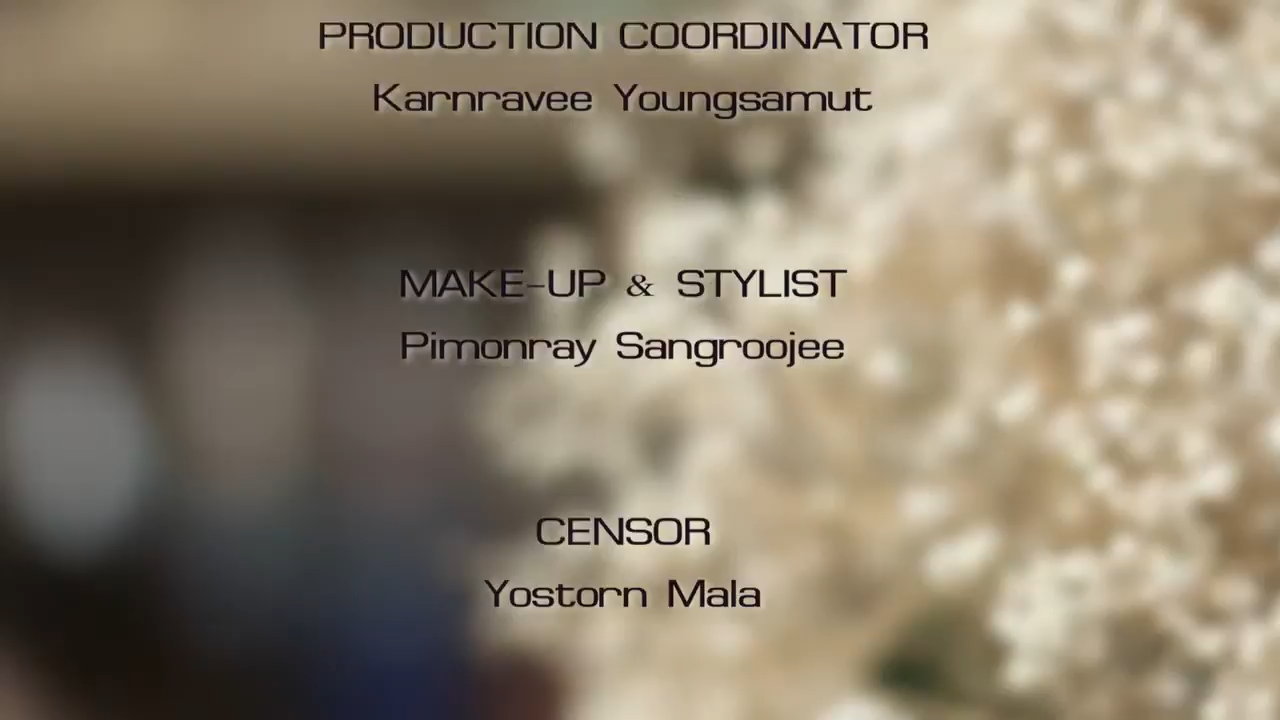 PRODUCTION COORDINATOR
Karnravee Youngsamut
MAKE-UP & STYLIST
Pimonray Sangroojee
CENSOR
Yostorn Mala